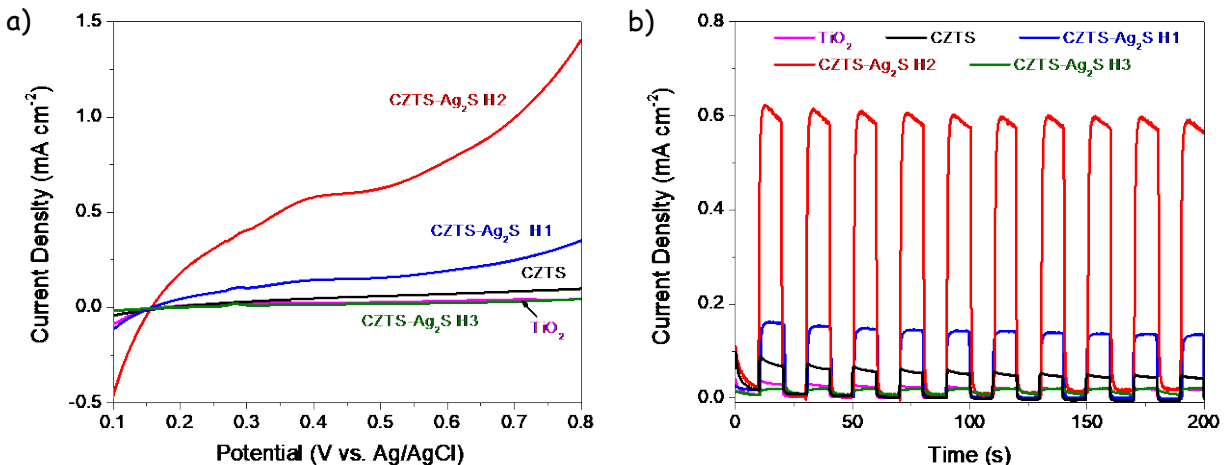 a)
1.5
1.0
0.5
0.0
-0.5
Current Density (mA cm⁻²)
CZTS-Ag₂S H2
CZTS-Ag₂S H1
CZTS
CZTS-Ag₂S H3
TiO₂
0.1 0.2 0.3 0.4 0.5 0.6 0.7 0.8
Potential (V vs. Ag/AgCl)
b)
0.8
0.6
0.4
0.2
0.0
Current Density (mA cm⁻²)
TiO₂ CZTS CZTS-Ag₂S H1
CZTS-Ag₂S H2 CZTS-Ag₂S H3
0 50 100 150 200
Time (s)